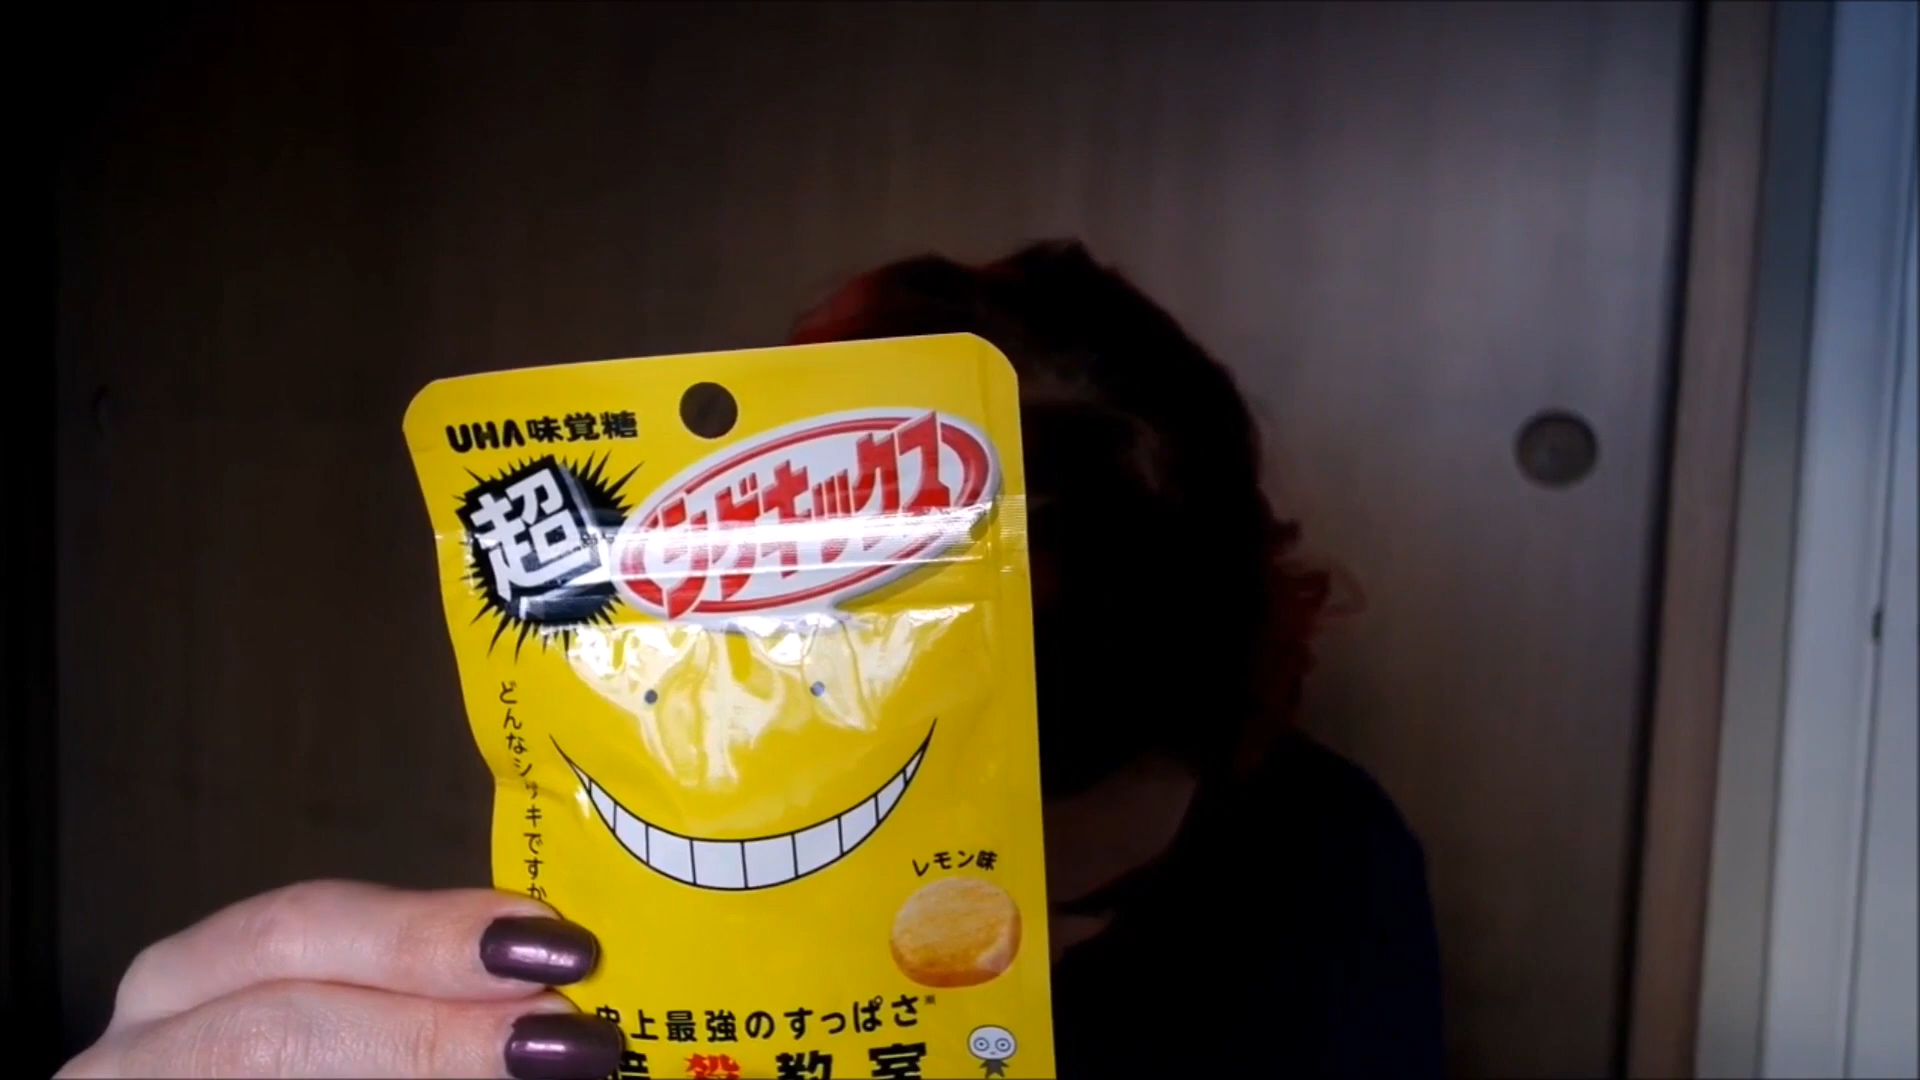 UHA味覚糖
超
シゲキックス
どんなシゲキですか
レモン味
史上最強のすっぱさ※
暗殺教室